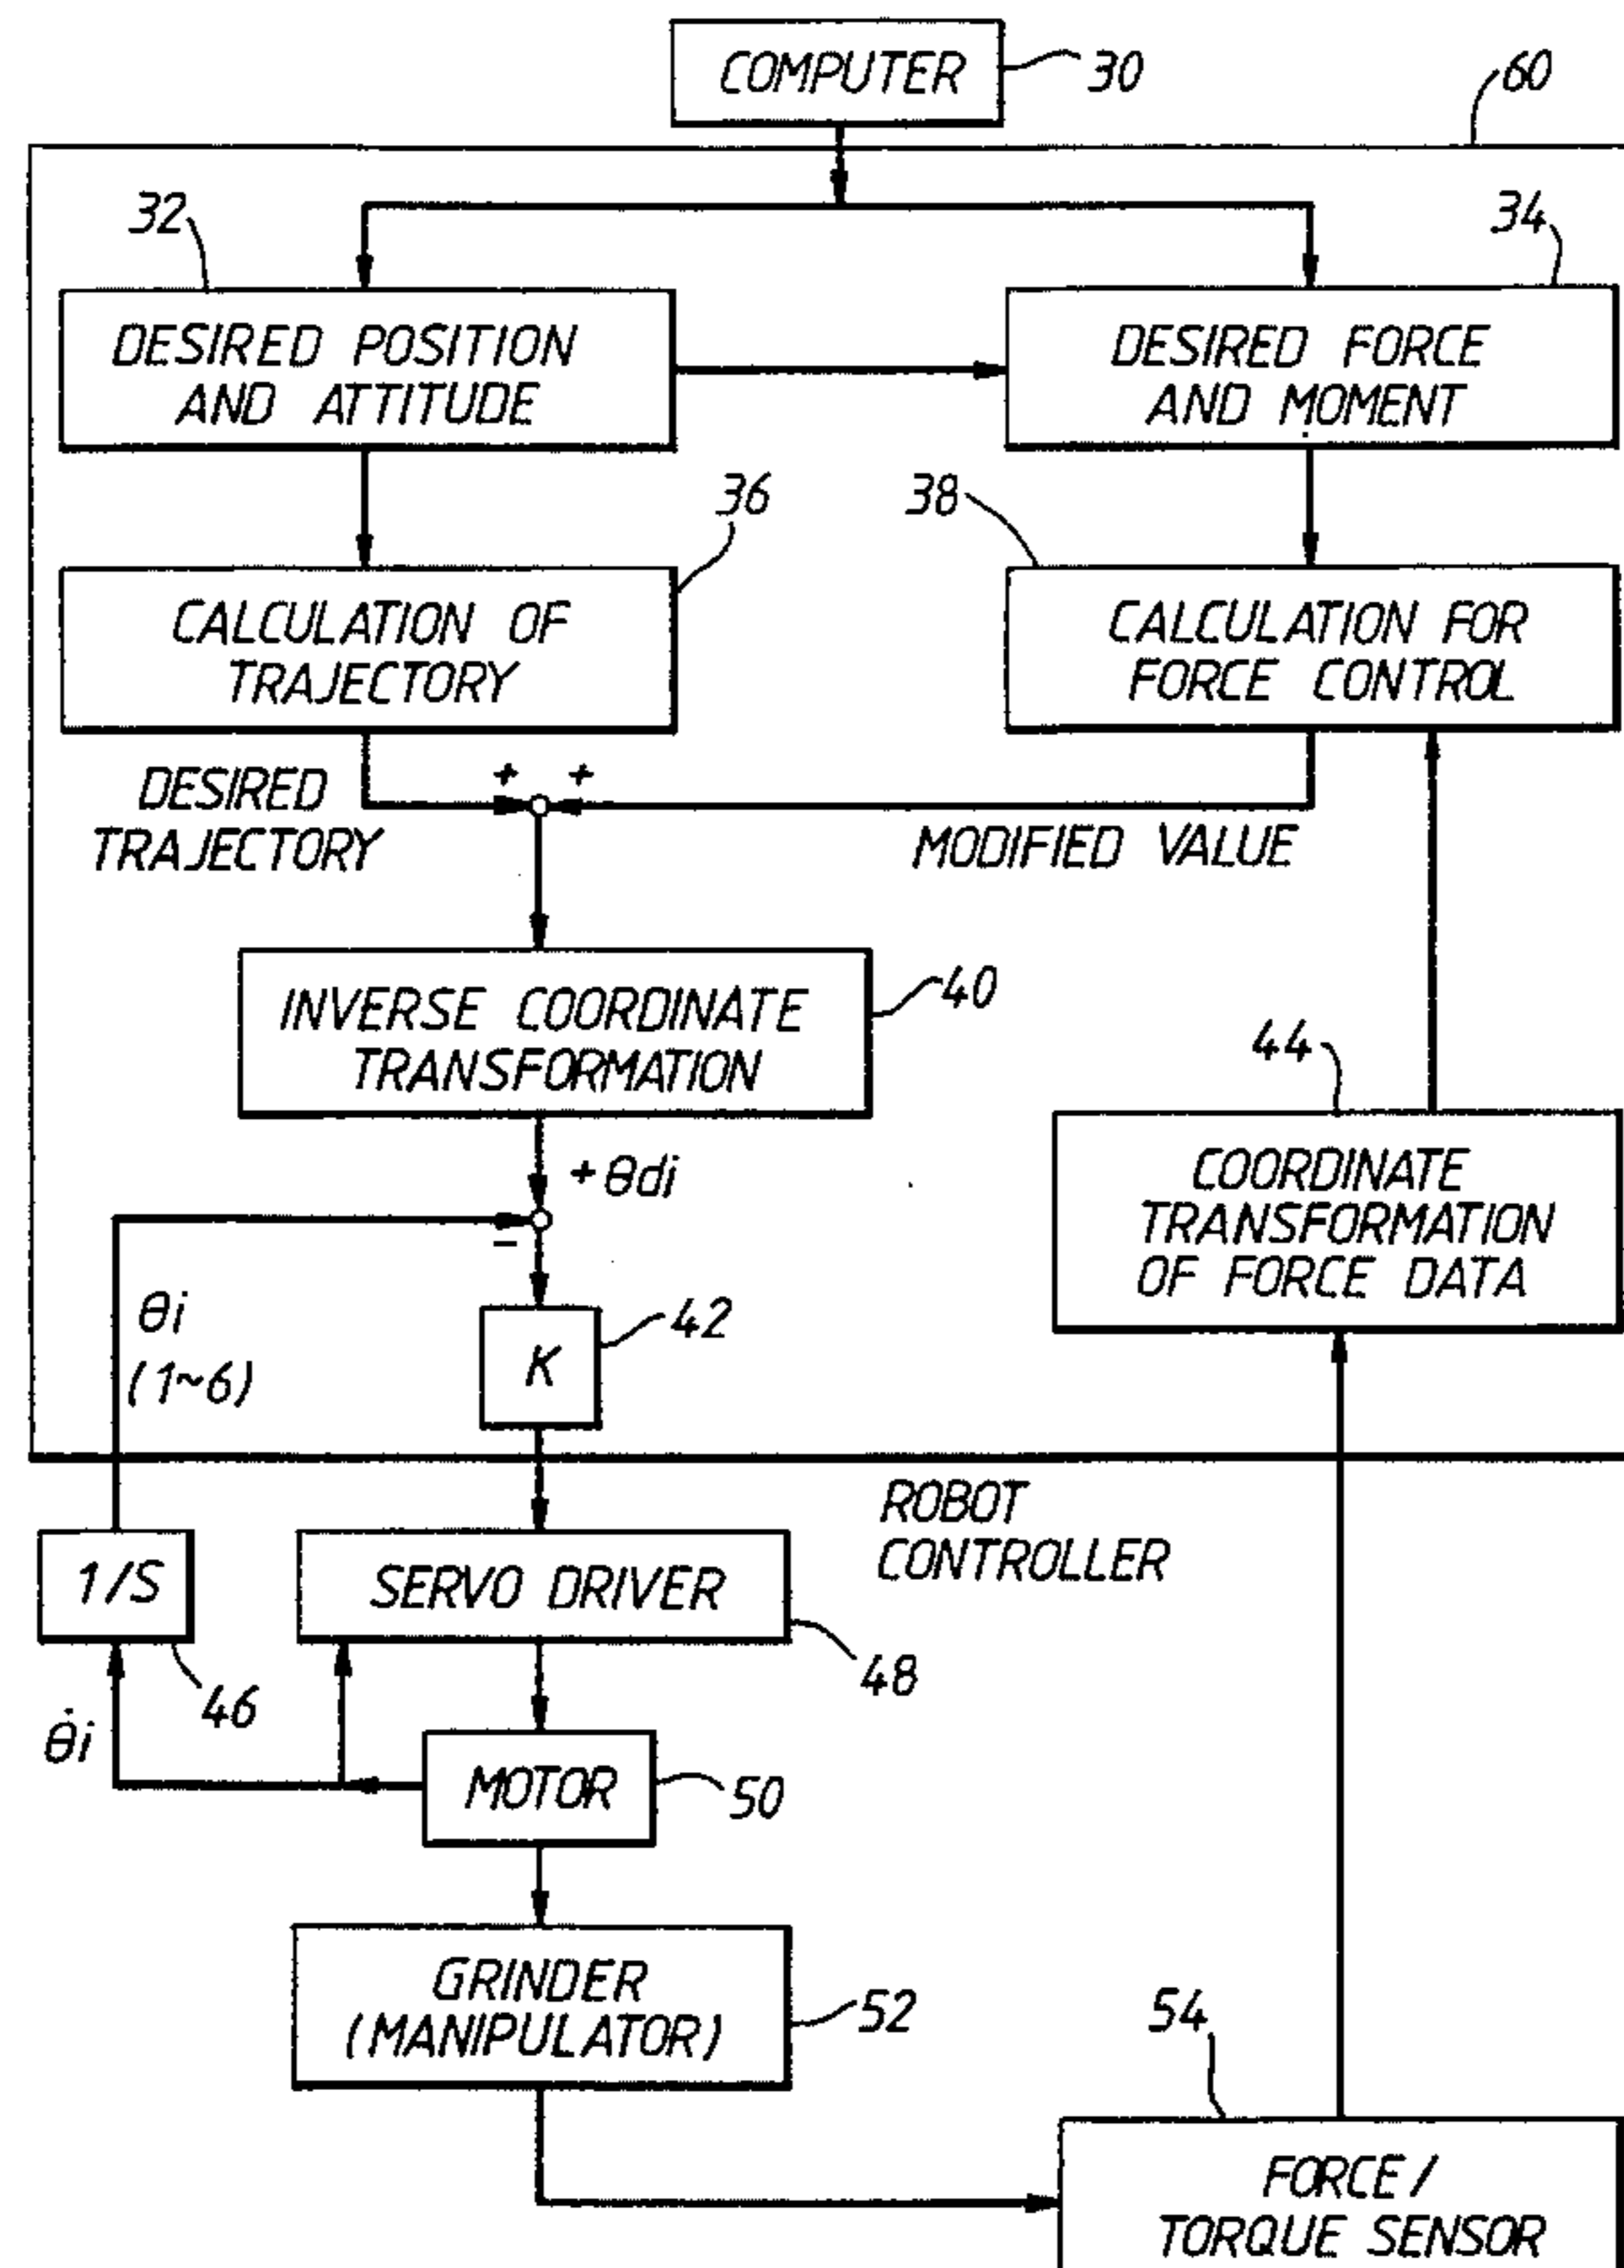 COMPUTER
30
60
32
34
DESIRED POSITION
AND ATTITUDE
DESIRED FORCE
AND MOMENT
36
38
CALCULATION OF
TRAJECTORY
CALCULATION FOR
FORCE CONTROL
+ +
DESIRED
TRAJECTORY
MODIFIED VALUE
INVERSE COORDINATE
TRANSFORMATION
40
44
+θdi
−
COORDINATE
TRANSFORMATION
OF FORCE DATA
θi
(1~6)
K
42
ROBOT
CONTROLLER
1/S
SERVO DRIVER
46
48
θ̇i
MOTOR
50
GRINDER
(MANIPULATOR)
52
54
FORCE/
TORQUE SENSOR